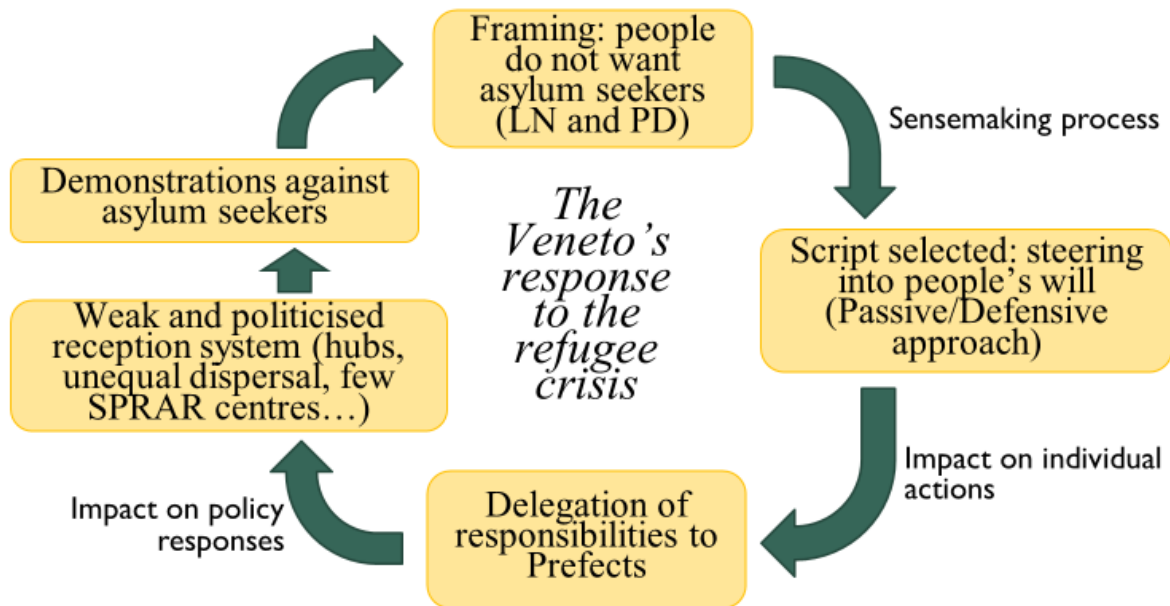 Framing: people
do not want
asylum seekers
(LN and PD)
Sensemaking process
Script selected: steering
into people's will
(Passive/Defensive
approach)
Impact on individual
actions
Delegation of
responsibilities to
Prefects
Impact on policy
responses
Weak and politicised
reception system (hubs,
unequal dispersal, few
SPRAR centres…)
Demonstrations against
asylum seekers
The
Veneto's
response
to the
refugee
crisis